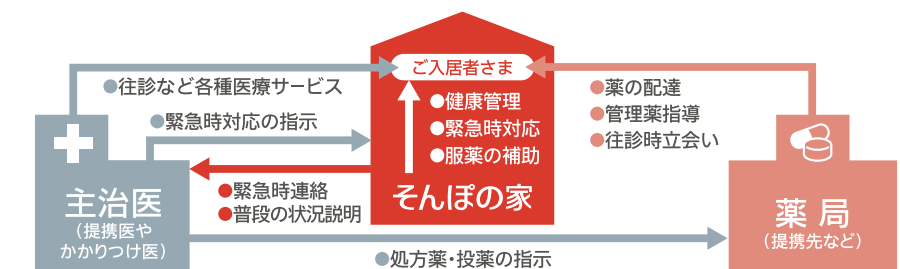 ご入居者さま
●往診など各種医療サービス
●緊急時対応の指示
●健康管理
●緊急時対応
●服薬の補助
そんぽの家
●薬の配達
●管理薬指導
●往診時立会い
主治医
(提携医や
かかりつけ医)
●緊急時連絡
●普段の状況説明
薬局
(提携先など)
●処方薬・投薬の指示